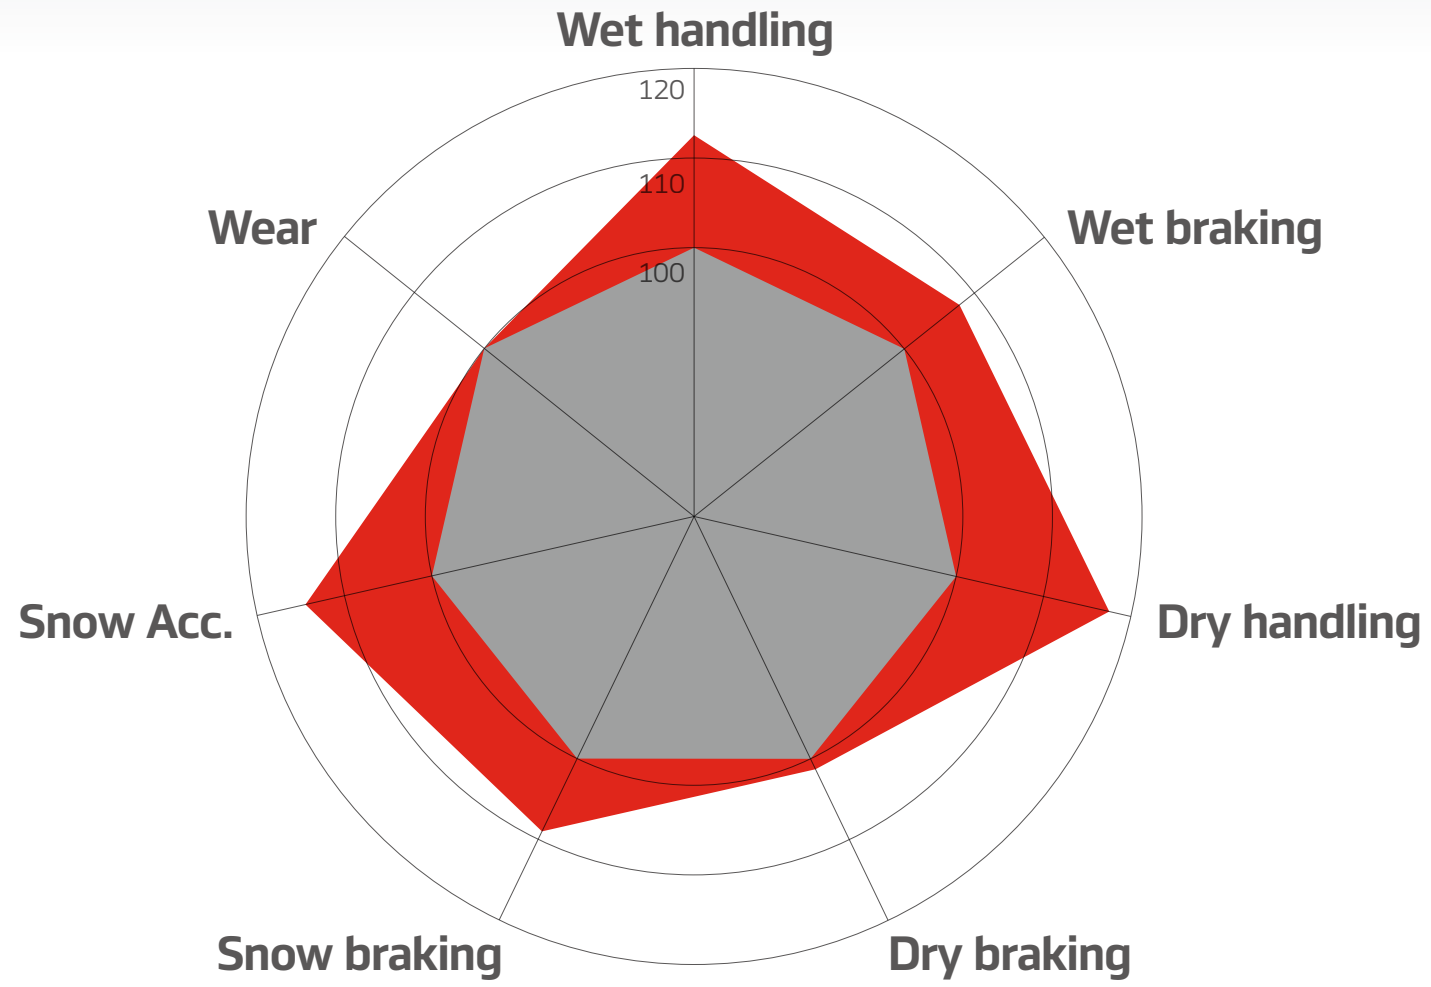 Wet handling
120
110
100
Wear
Wet braking
Snow Acc.
Dry handling
Snow braking
Dry braking